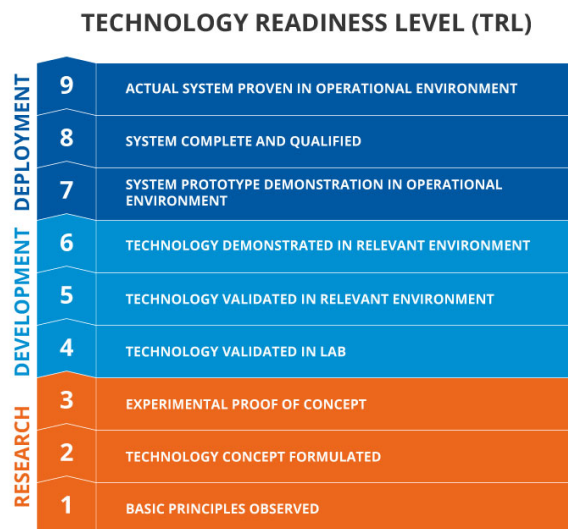 TECHNOLOGY READINESS LEVEL (TRL)
DEPLOYMENT
9 ACTUAL SYSTEM PROVEN IN OPERATIONAL ENVIRONMENT
8 SYSTEM COMPLETE AND QUALIFIED
7 SYSTEM PROTOTYPE DEMONSTRATION IN OPERATIONAL
ENVIRONMENT
DEVELOPMENT
6 TECHNOLOGY DEMONSTRATED IN RELEVANT ENVIRONMENT
5 TECHNOLOGY VALIDATED IN RELEVANT ENVIRONMENT
4 TECHNOLOGY VALIDATED IN LAB
RESEARCH
3 EXPERIMENTAL PROOF OF CONCEPT
2 TECHNOLOGY CONCEPT FORMULATED
1 BASIC PRINCIPLES OBSERVED